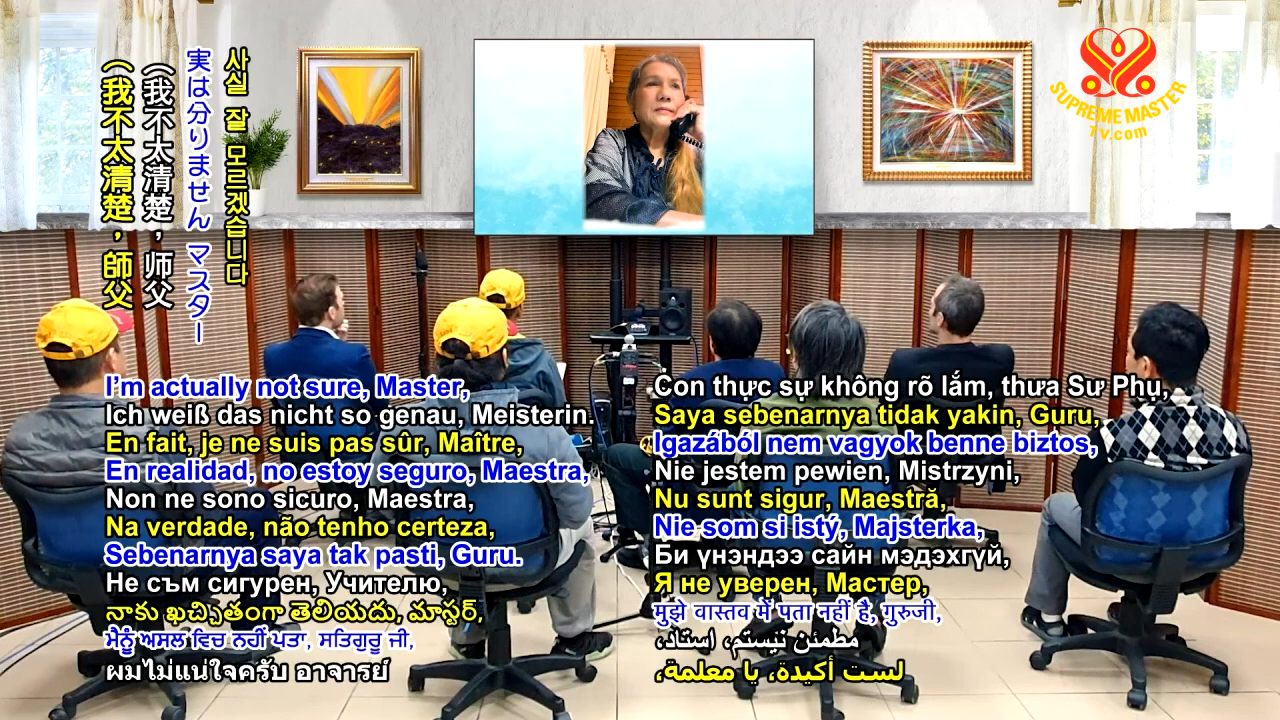 사실 잘 모르겠습니다
実は分りません マスター
(我不太清楚，师父
(我不太清楚，師父
SUPREME MASTER
TV.com
I'm actually not sure, Master,
Ich weiß das nicht so genau, Meisterin.
En fait, je ne suis pas sûr, Maître,
En realidad, no estoy seguro, Maestra,
Non ne sono sicuro, Maestra,
Na verdade, não tenho certeza,
Sebenarnya saya tak pasti, Guru.
Не съм сигурен, Учителю,
నాకు ఖచ్చితంగా తెలియదు, మాస్టర్,
ਮੈਨੂੰ ਅਸਲ ਵਿਚ ਨਹੀਂ ਪਤਾ, ਸਤਿਗੁਰੂ ਜੀ,
ผมไม่แน่ใจครับ อาจารย์
Con thực sự không rõ lắm, thưa Sư Phụ,
Saya sebenarnya tidak yakin, Guru,
Igazából nem vagyok benne biztos,
Nie jestem pewien, Mistrzyni,
Nu sunt sigur, Maestră,
Nie som si istý, Majsterka,
Би үнэндээ сайн мэдэхгүй,
Я не уверен, Мастер,
मुझे वास्तव में पता नहीं है, गुरुजी,
مطمئن نیستم، استاد،
لست أكيدة، يا معلمة،